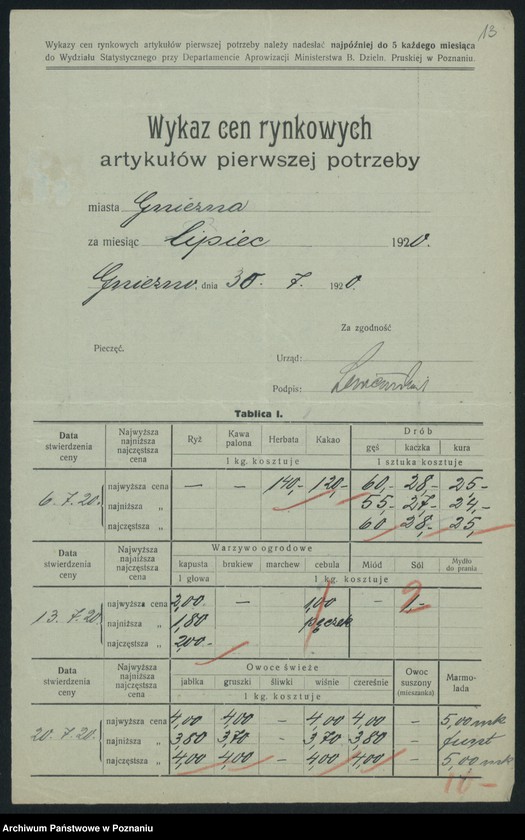 13
Wykazy cen rynkowych artykułów pierwszej potrzeby należy nadesłać najpóźniej do 5 każdego miesiąca
do Wydziału Statystycznego przy Departamencie Aprowizacji Ministerstwa B. Dzieln. Pruskiej w Poznaniu.
Wykaz cen rynkowych
artykułów pierwszej potrzeby
miasta Gniezna
za miesiąc lipiec 1920.
Gniezno, dnia 30. 7. 1920.
Za zgodność
Pieczęć.
Urząd:
Podpis:
Tablica I.
Data stwierdzenia ceny | Najwyższa najniższa najczęstsza cena | Ryż | Kawa palona | Herbata | Kakao | Drób
gęś | kaczka | kura
1 kg. kosztuje | 1 sztuka kosztuje
6.7.20. | najwyższa cena | — | — | 140,- | 120,- | 60.- | 28,- | 25.-
najniższa „ | 55,- | 27.- | 24,-
najczęstsza „ | 60 | 28.- | 25,
Data stwierdzenia ceny | Najwyższa najniższa najczęstsza cena | Warzywo ogrodowe | Miód | Sól | Mydło do prania
kapusta | brukiew | marchew | cebula
1 głowa | 1 kg. kosztuje
13.7.20 | najwyższa cena | 2,00 | — | 1,00 | — | 1,- | 2
najniższa „ | 1,80 | pęczek
najczęstsza „ | 2,00 -
Data stwierdzenia ceny | Najwyższa najniższa najczęstsza cena | Owoce świeże | Owoc suszony (mieszanka) | Marmolada
jabłka | gruszki | śliwki | wiśnie | czereśnie
1 kg. kosztuje
20.7.20. | najwyższa cena | 4,00 | 4,00 | — | 4,00 | 4,00 | — | 5,00 mk
najniższa „ | 3,80 | 3,70 | — | 3,70 | 3,80 | — | funt
najczęstsza „ | 4,00 | 4,00 | — | 4,00 | 4,00 | — | 5,00 mk
10 -
Archiwum Państwowe w Poznaniu